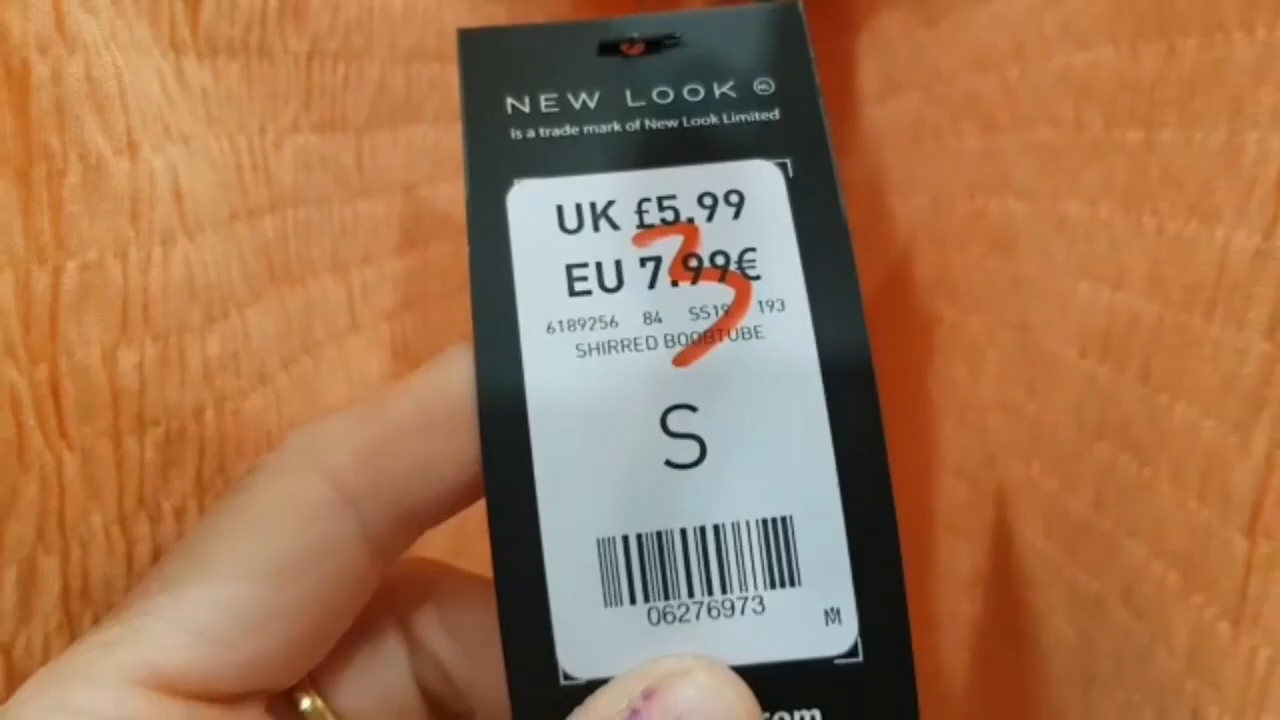 NEW LOOK
is a trade mark of New Look Limited
UK £5.99
EU 7.99€
3
6189256 84 SS19 193
SHIRRED BOOBTUBE
S
06276973